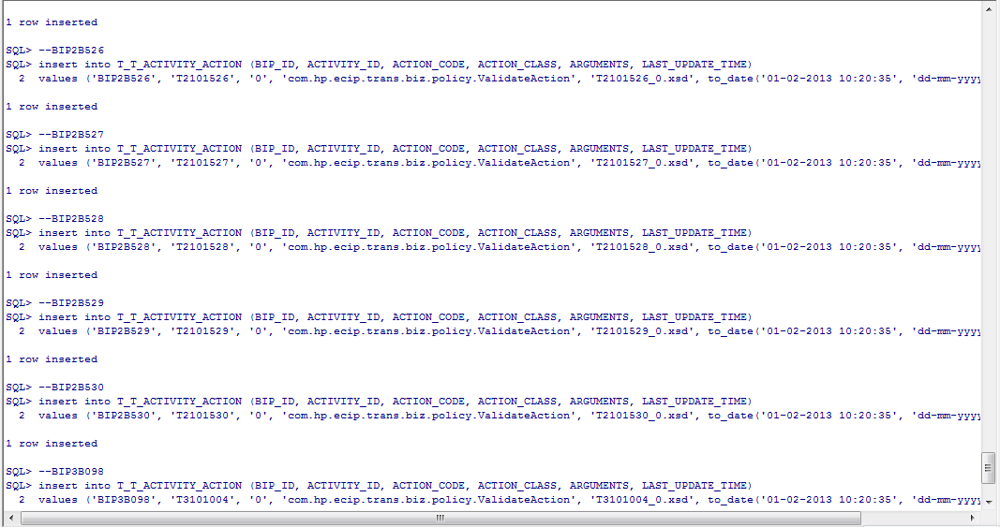 1 row inserted
SQL> --BIP2B526
SQL> insert into T_T_ACTIVITY_ACTION (BIP_ID, ACTIVITY_ID, ACTION_CODE, ACTION_CLASS, ARGUMENTS, LAST_UPDATE_TIME)
2 values ('BIP2B526', 'T2101526', '0', 'com.hp.ecip.trans.biz.policy.ValidateAction', 'T2101526_0.xsd', to_date('01-02-2013 10:20:35', 'dd-mm-yyyy
1 row inserted
SQL> --BIP2B527
SQL> insert into T_T_ACTIVITY_ACTION (BIP_ID, ACTIVITY_ID, ACTION_CODE, ACTION_CLASS, ARGUMENTS, LAST_UPDATE_TIME)
2 values ('BIP2B527', 'T2101527', '0', 'com.hp.ecip.trans.biz.policy.ValidateAction', 'T2101527_0.xsd', to_date('01-02-2013 10:20:35', 'dd-mm-yyyy
1 row inserted
SQL> --BIP2B528
SQL> insert into T_T_ACTIVITY_ACTION (BIP_ID, ACTIVITY_ID, ACTION_CODE, ACTION_CLASS, ARGUMENTS, LAST_UPDATE_TIME)
2 values ('BIP2B528', 'T2101528', '0', 'com.hp.ecip.trans.biz.policy.ValidateAction', 'T2101528_0.xsd', to_date('01-02-2013 10:20:35', 'dd-mm-yyyy
1 row inserted
SQL> --BIP2B529
SQL> insert into T_T_ACTIVITY_ACTION (BIP_ID, ACTIVITY_ID, ACTION_CODE, ACTION_CLASS, ARGUMENTS, LAST_UPDATE_TIME)
2 values ('BIP2B529', 'T2101529', '0', 'com.hp.ecip.trans.biz.policy.ValidateAction', 'T2101529_0.xsd', to_date('01-02-2013 10:20:35', 'dd-mm-yyyy
1 row inserted
SQL> --BIP2B530
SQL> insert into T_T_ACTIVITY_ACTION (BIP_ID, ACTIVITY_ID, ACTION_CODE, ACTION_CLASS, ARGUMENTS, LAST_UPDATE_TIME)
2 values ('BIP2B530', 'T2101530', '0', 'com.hp.ecip.trans.biz.policy.ValidateAction', 'T2101530_0.xsd', to_date('01-02-2013 10:20:35', 'dd-mm-yyyy
1 row inserted
SQL> --BIP3B098
SQL> insert into T_T_ACTIVITY_ACTION (BIP_ID, ACTIVITY_ID, ACTION_CODE, ACTION_CLASS, ARGUMENTS, LAST_UPDATE_TIME)
2 values ('BIP3B098', 'T3101004', '0', 'com.hp.ecip.trans.biz.policy.ValidateAction', 'T3101004_0.xsd', to_date('01-02-2013 10:20:35', 'dd-mm-yyyy